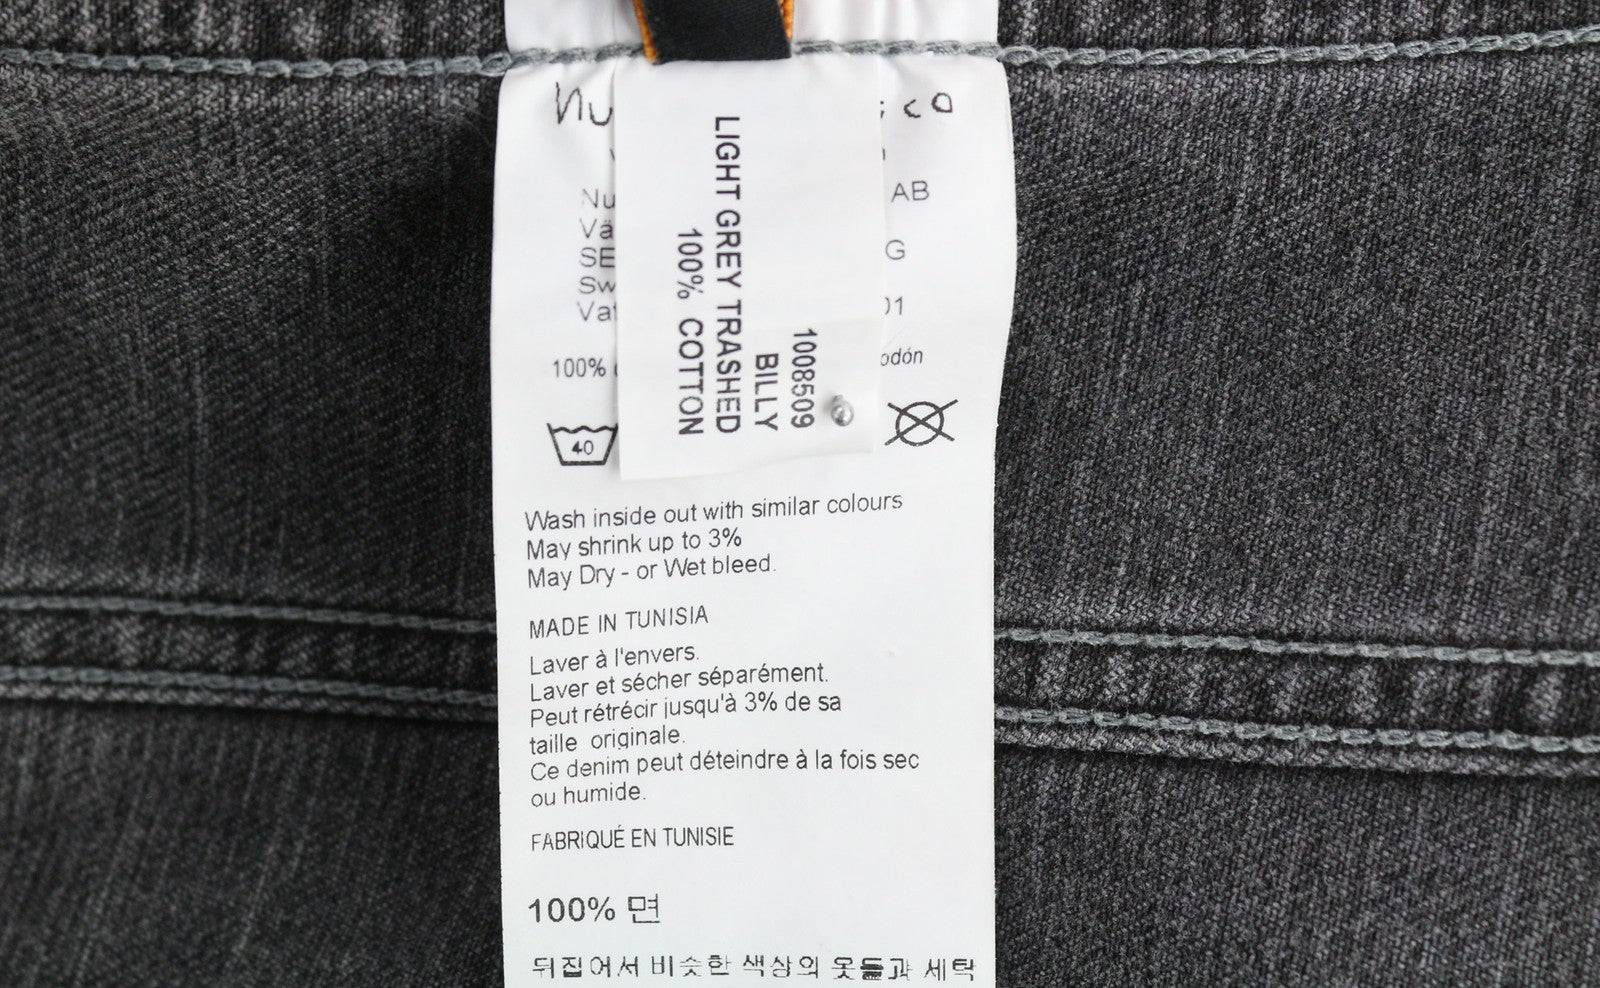 LIGHT GREY TRASHED
100% COTTON
BILLY
1008509
AB
G
100%
40
Wash inside out with similar colours
May shrink up to 3%
May Dry - or Wet bleed.
MADE IN TUNISIA
Laver à l'envers.
Laver et sécher séparément.
Peut rétrécir jusqu'à 3% de sa
taille originale.
Ce denim peut déteindre à la fois sec
ou humide.
FABRIQUÉ EN TUNISIE
100% 면
뒤집어서 비슷한 색상의 옷들과 세탁